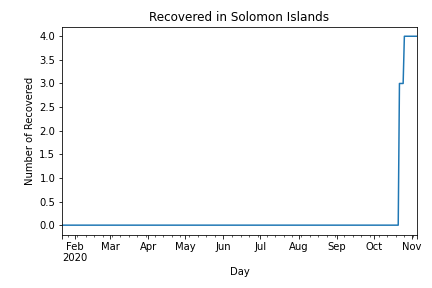 Recovered in Solomon Islands
Number of Recovered
4.0
3.5
3.0
2.5
2.0
1.5
1.0
0.5
0.0
Feb Mar Apr May Jun Jul Aug Sep Oct Nov
2020
Day